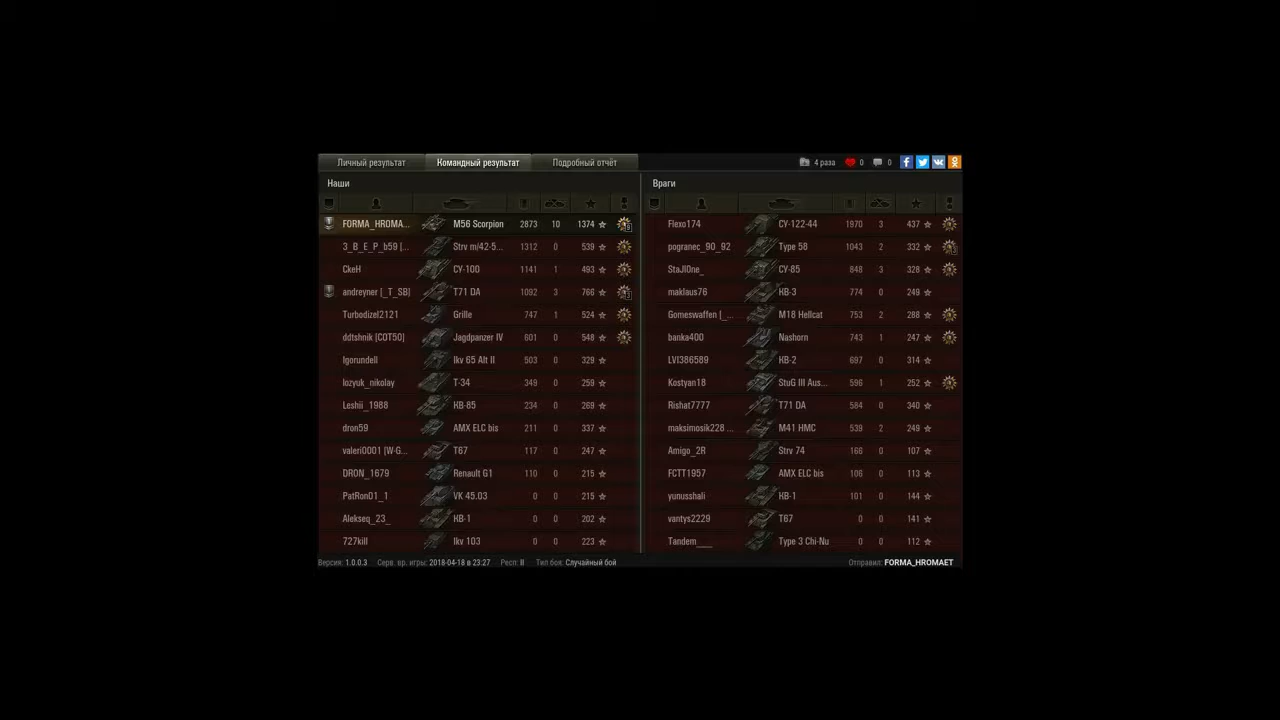 Личный результат Командный результат Подробный отчёт 4 раза 0 0
Наши Враги
FORMA_HROMA... M56 Scorpion 2873 10 1374 Flexo174 СУ-122-44 1970 3 437
3_B_E_P_b59 [... Strv m/42-5... 1312 0 539 pogranec_90_92 Type 58 1043 2 332
CkeH СУ-100 1141 1 493 StaJl0ne_ СУ-85 848 3 328
andreyner [_T_SB] T71 DA 1092 3 766 maklaus76 КВ-3 774 0 249
Turbodizel2121 Grille 747 1 524 Gomeswaffen [_... M18 Hellcat 753 2 288
ddtshnik [COT50] Jagdpanzer IV 601 0 548 banka400 Nashorn 743 1 247
Igorundell Ikv 65 Alt II 503 0 329 LVI386589 КВ-2 697 0 314
lozyuk_nikolay Т-34 349 0 259 Kostyan18 StuG III Aus... 596 1 252
Leshii_1988 КВ-85 234 0 269 Rishat7777 T71 DA 584 0 340
dron59 AMX ELC bis 211 0 337 maksimosik228 ... M41 HMC 539 2 249
valeri0001 [W-G... T67 117 0 247 Amigo_2R Strv 74 166 0 107
DRON_1679 Renault G1 110 0 215 FCTT1957 AMX ELC bis 106 0 113
PatRon01_1 VK 45.03 0 0 215 yunusshali КВ-1 101 0 144
Alekseq_23_ КВ-1 0 0 202 vantys2229 T67 0 0 141
727kill Ikv 103 0 0 223 Tandem___ Type 3 Chi-Nu 0 0 112
Версия: 1.0.0.3 Серв. вр. игры: 2018-04-18 в 23:27 Респ: II Тип боя: Случайный бой Отправил: FORMA_HROMAET